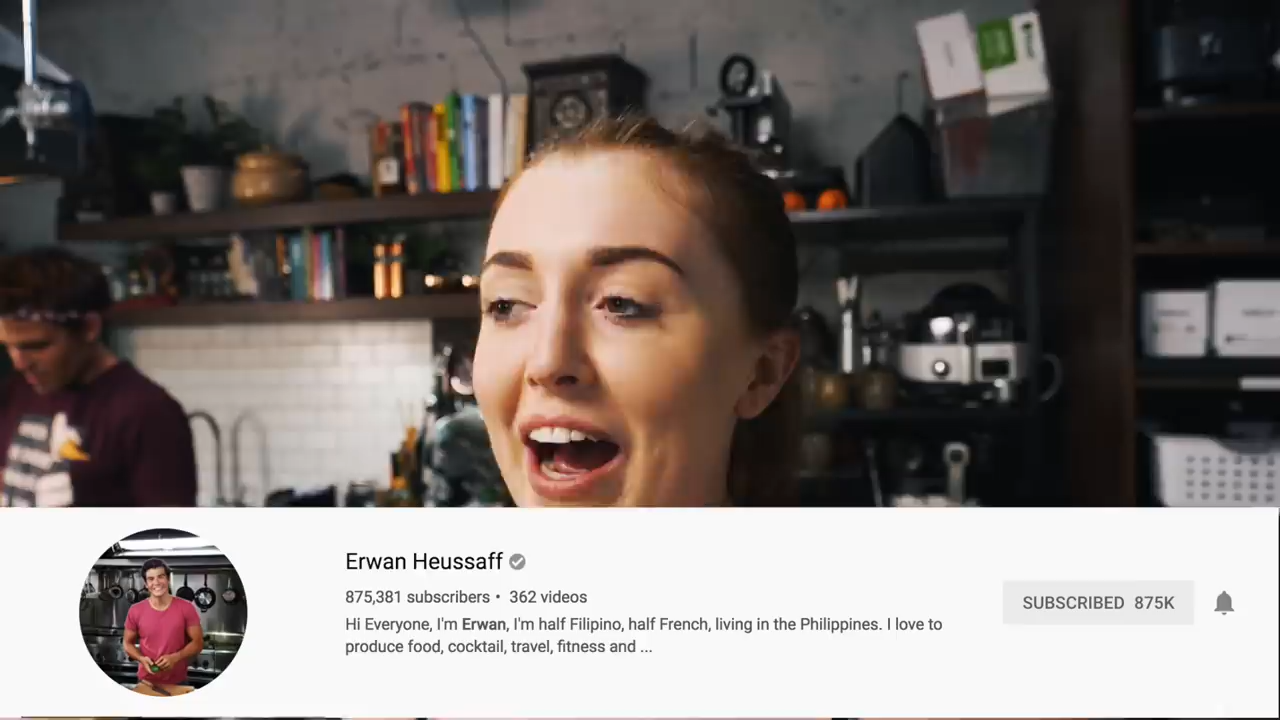 Erwan Heussaff
875,381 subscribers • 362 videos
Hi Everyone, I'm Erwan, I'm half Filipino, half French, living in the Philippines. I love to
produce food, cocktail, travel, fitness and ...
SUBSCRIBED 875K